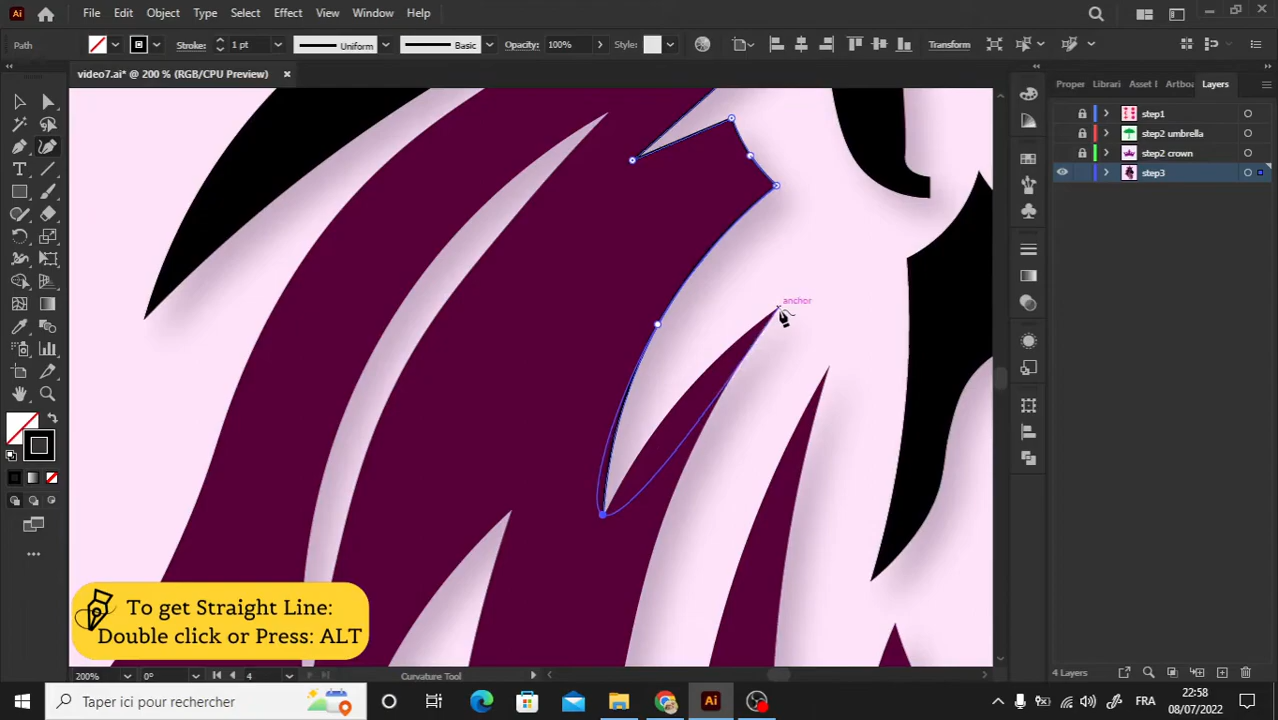 Ai
File Edit Object Type Select Effect View Window Help
Path
Stroke:
1 pt
Uniform
Basic
Opacity:
100%
Style:
Transform
video7.ai* @ 200 % (RGB/CPU Preview)
Proper
Librari
Asset I
Artboa
Layers
step1
step2 umbrella
step2 crown
step3
anchor
To get Straight Line:
Double click or Press: ALT
200%
0°
4
Curvature Tool
4 Layers
Taper ici pour rechercher
Ai
FRA
22:58
08/07/2022